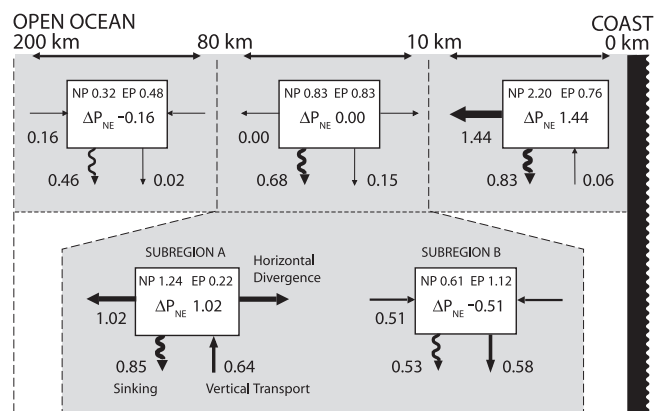 OPEN OCEAN COAST
200 km 80 km 10 km 0 km
NP 0.32 EP 0.48
ΔP_NE −0.16
0.16
0.46
0.02
NP 0.83 EP 0.83
ΔP_NE 0.00
0.00
0.68
0.15
NP 2.20 EP 0.76
ΔP_NE 1.44
1.44
0.83
0.06
SUBREGION A
NP 1.24 EP 0.22
ΔP_NE 1.02
Horizontal
Divergence
1.02
0.85
0.64
Sinking
Vertical Transport
SUBREGION B
NP 0.61 EP 1.12
ΔP_NE −0.51
0.51
0.53
0.58